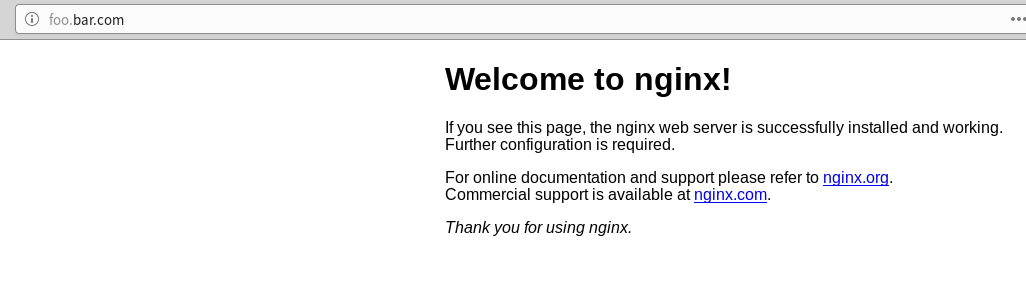 foo.bar.com
Welcome to nginx!
If you see this page, the nginx web server is successfully installed and working.
Further configuration is required.
For online documentation and support please refer to nginx.org.
Commercial support is available at nginx.com.
Thank you for using nginx.